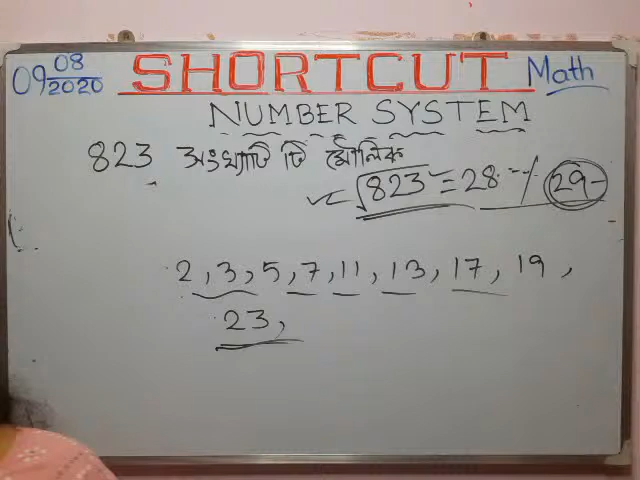 09 08/2020 SHORTCUT Math
NUMBER SYSTEM
823 সংখ্যাটি কি মৌলিক
√823 = 28 ·· / 29
2, 3, 5, 7, 11, 13, 17, 19,
23,